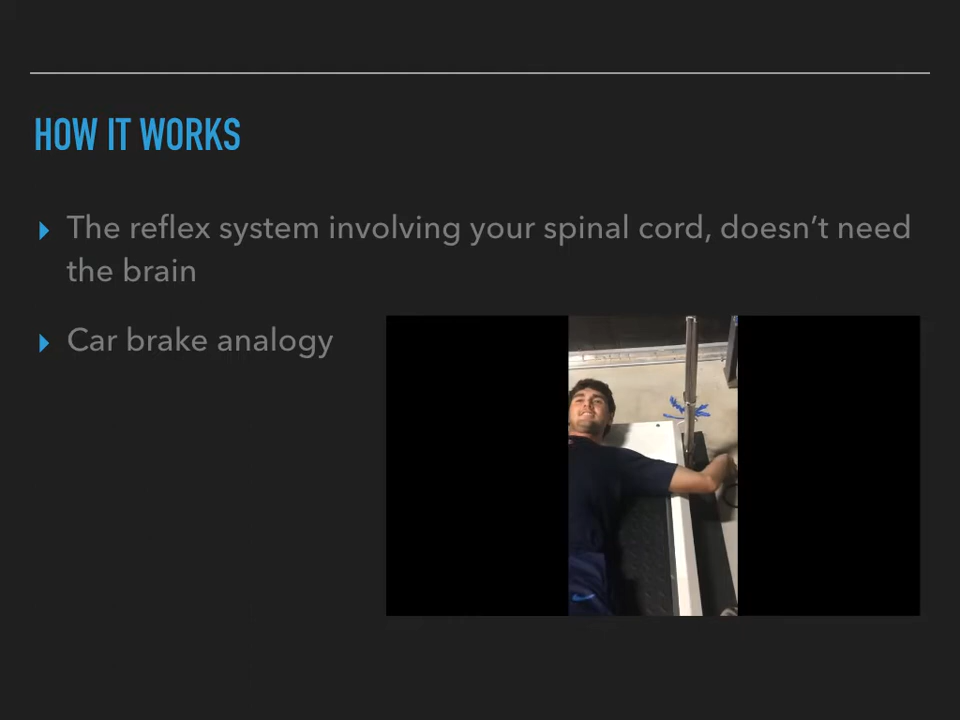 HOW IT WORKS
The reflex system involving your spinal cord, doesn’t need
the brain
Car brake analogy